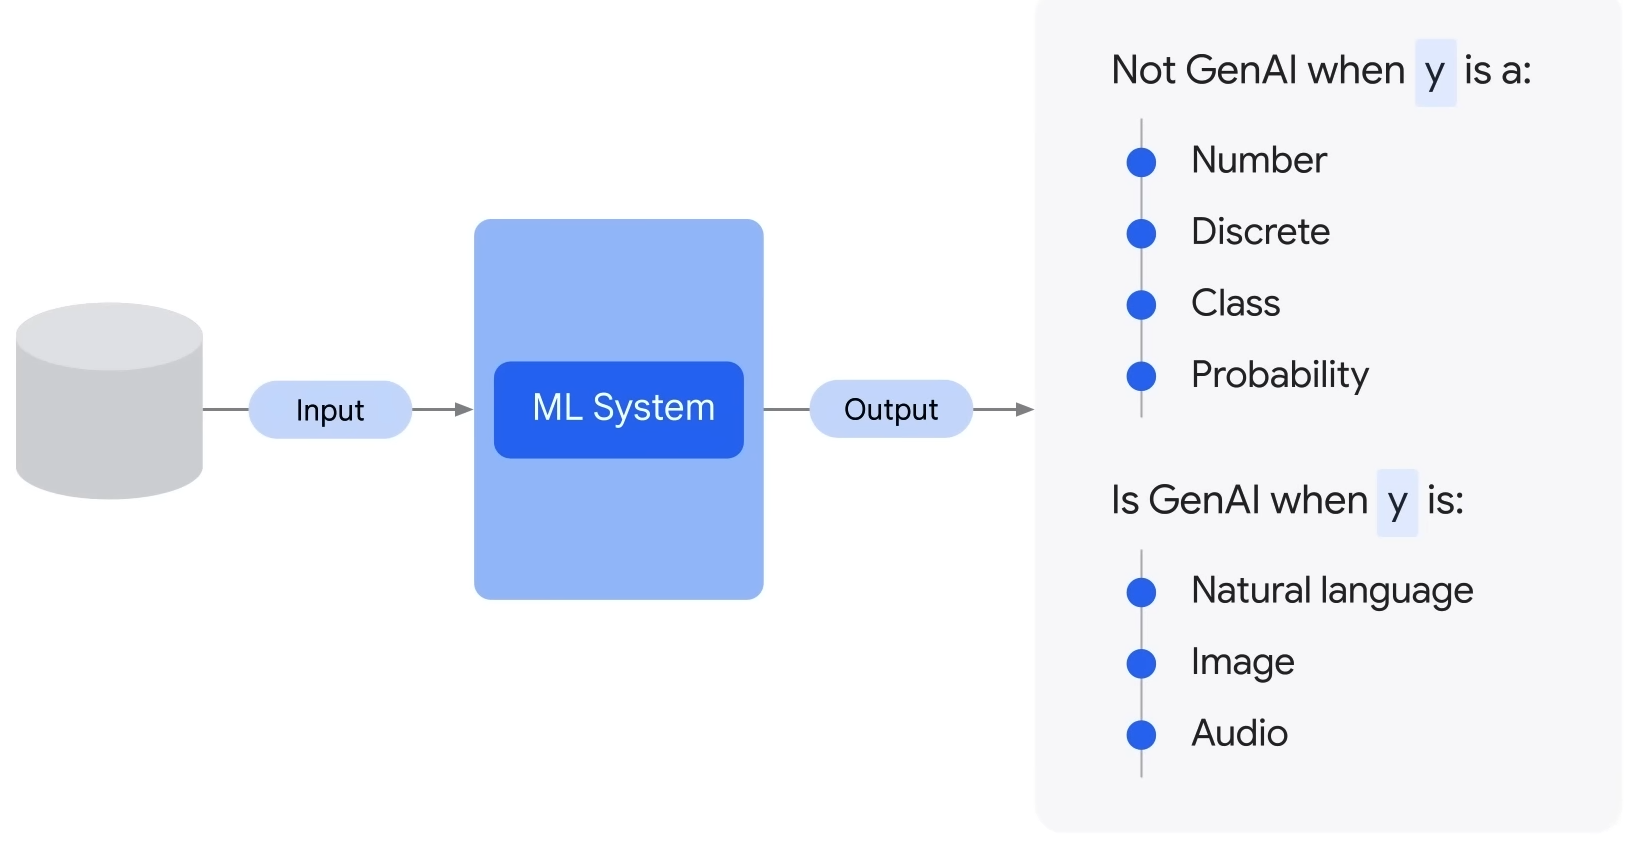 Input
ML System
Output
Not GenAI when y is a:
Number
Discrete
Class
Probability
Is GenAI when y is:
Natural language
Image
Audio